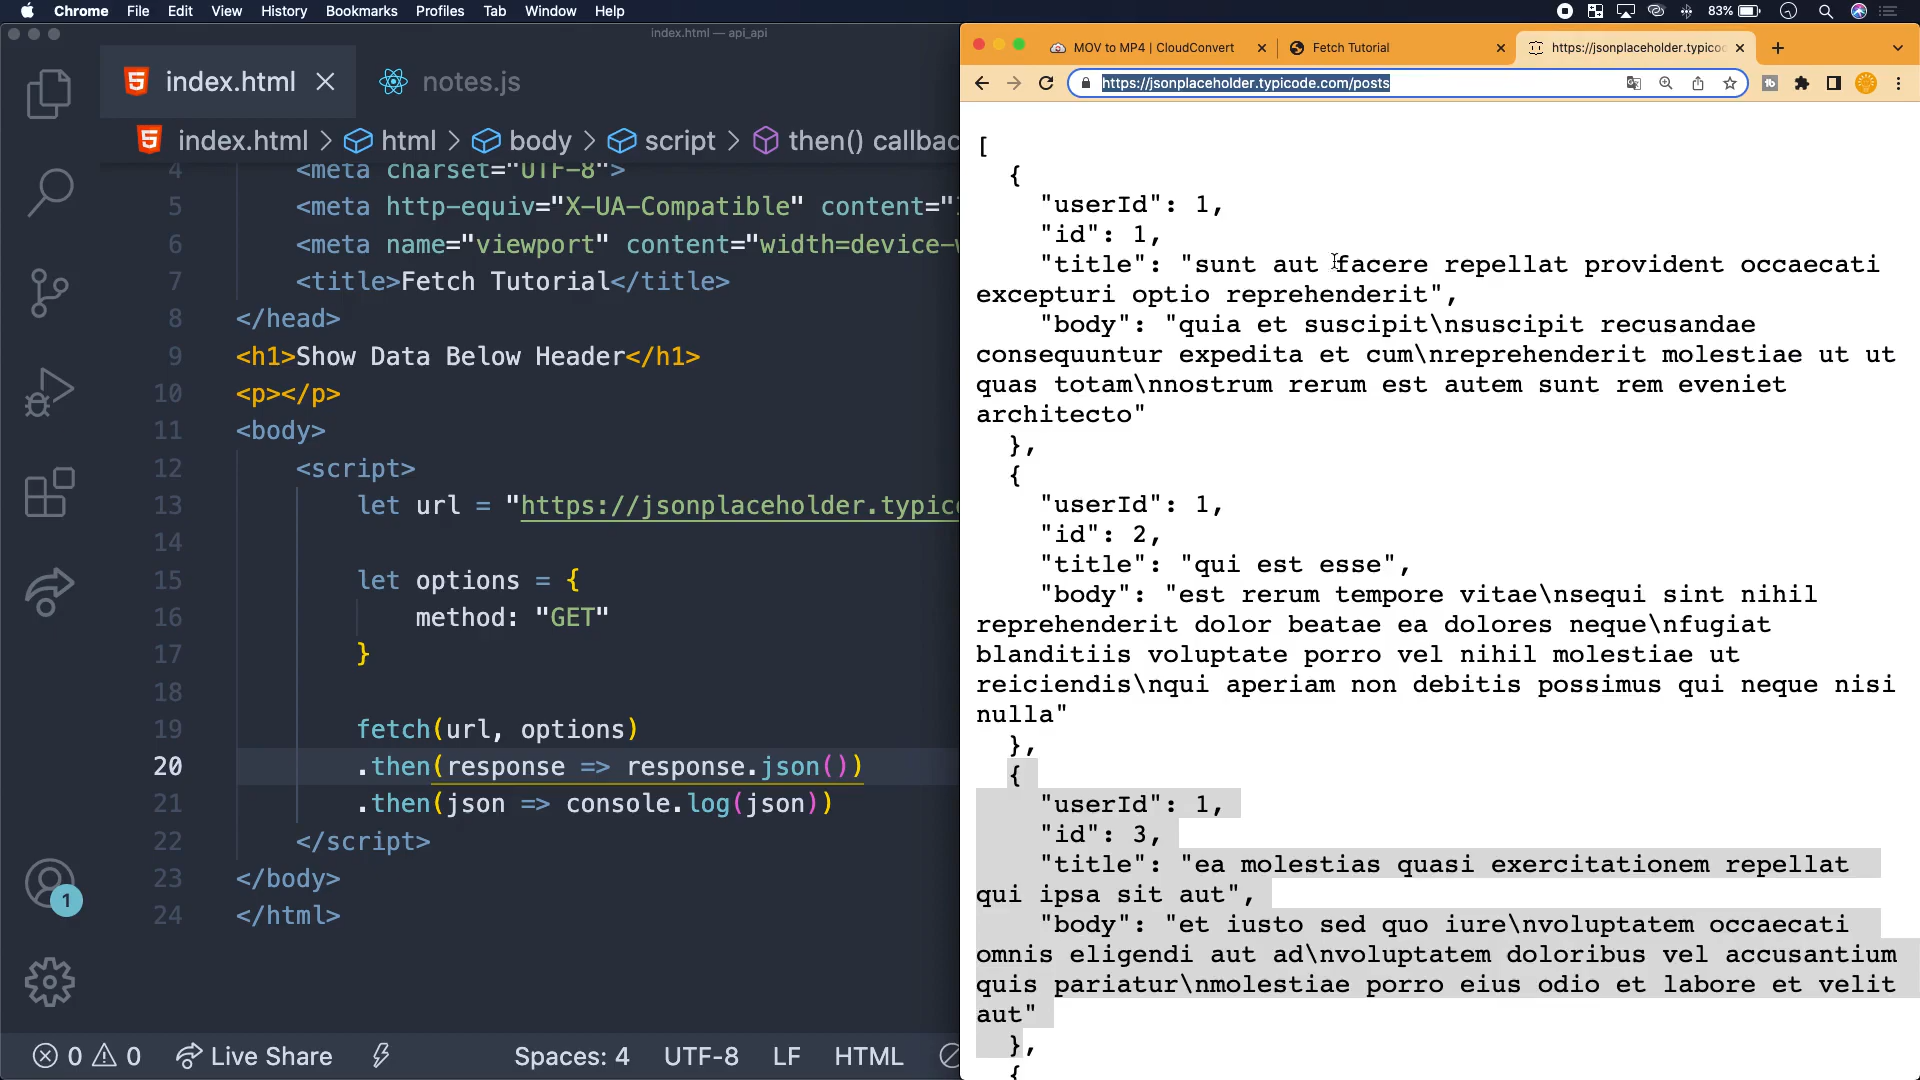 Chrome File Edit View History Bookmarks Profiles Tab Window Help
83%
index.html — api_api
index.html
notes.js
index.html > html > body > script > then() callbac
4 <meta charset="UTF-8">
5 <meta http-equiv="X-UA-Compatible" content="
6 <meta name="viewport" content="width=device-
7 <title>Fetch Tutorial</title>
8 </head>
9 <h1>Show Data Below Header</h1>
10 <p></p>
11 <body>
12 <script>
13 let url = "https://jsonplaceholder.typic
14
15 let options = {
16 method: "GET"
17 }
18
19 fetch(url, options)
20 .then(response => response.json())
21 .then(json => console.log(json))
22 </script>
23 </body>
24 </html>
1
0 0 Live Share Spaces: 4 UTF-8 LF HTML
MOV to MP4 | CloudConvert
Fetch Tutorial
https://jsonplaceholder.typico
https://jsonplaceholder.typicode.com/posts
[
{
"userId": 1,
"id": 1,
"title": "sunt aut facere repellat provident occaecati
excepturi optio reprehenderit",
"body": "quia et suscipit\nsuscipit recusandae
consequuntur expedita et cum\nreprehenderit molestiae ut ut
quas totam\nnostrum rerum est autem sunt rem eveniet
architecto"
},
{
"userId": 1,
"id": 2,
"title": "qui est esse",
"body": "est rerum tempore vitae\nsequi sint nihil
reprehenderit dolor beatae ea dolores neque\nfugiat
blanditiis voluptate porro vel nihil molestiae ut
reiciendis\nqui aperiam non debitis possimus qui neque nisi
nulla"
},
{
"userId": 1,
"id": 3,
"title": "ea molestias quasi exercitationem repellat
qui ipsa sit aut",
"body": "et iusto sed quo iure\nvoluptatem occaecati
omnis eligendi aut ad\nvoluptatem doloribus vel accusantium
quis pariatur\nmolestiae porro eius odio et labore et velit
aut"
},
{